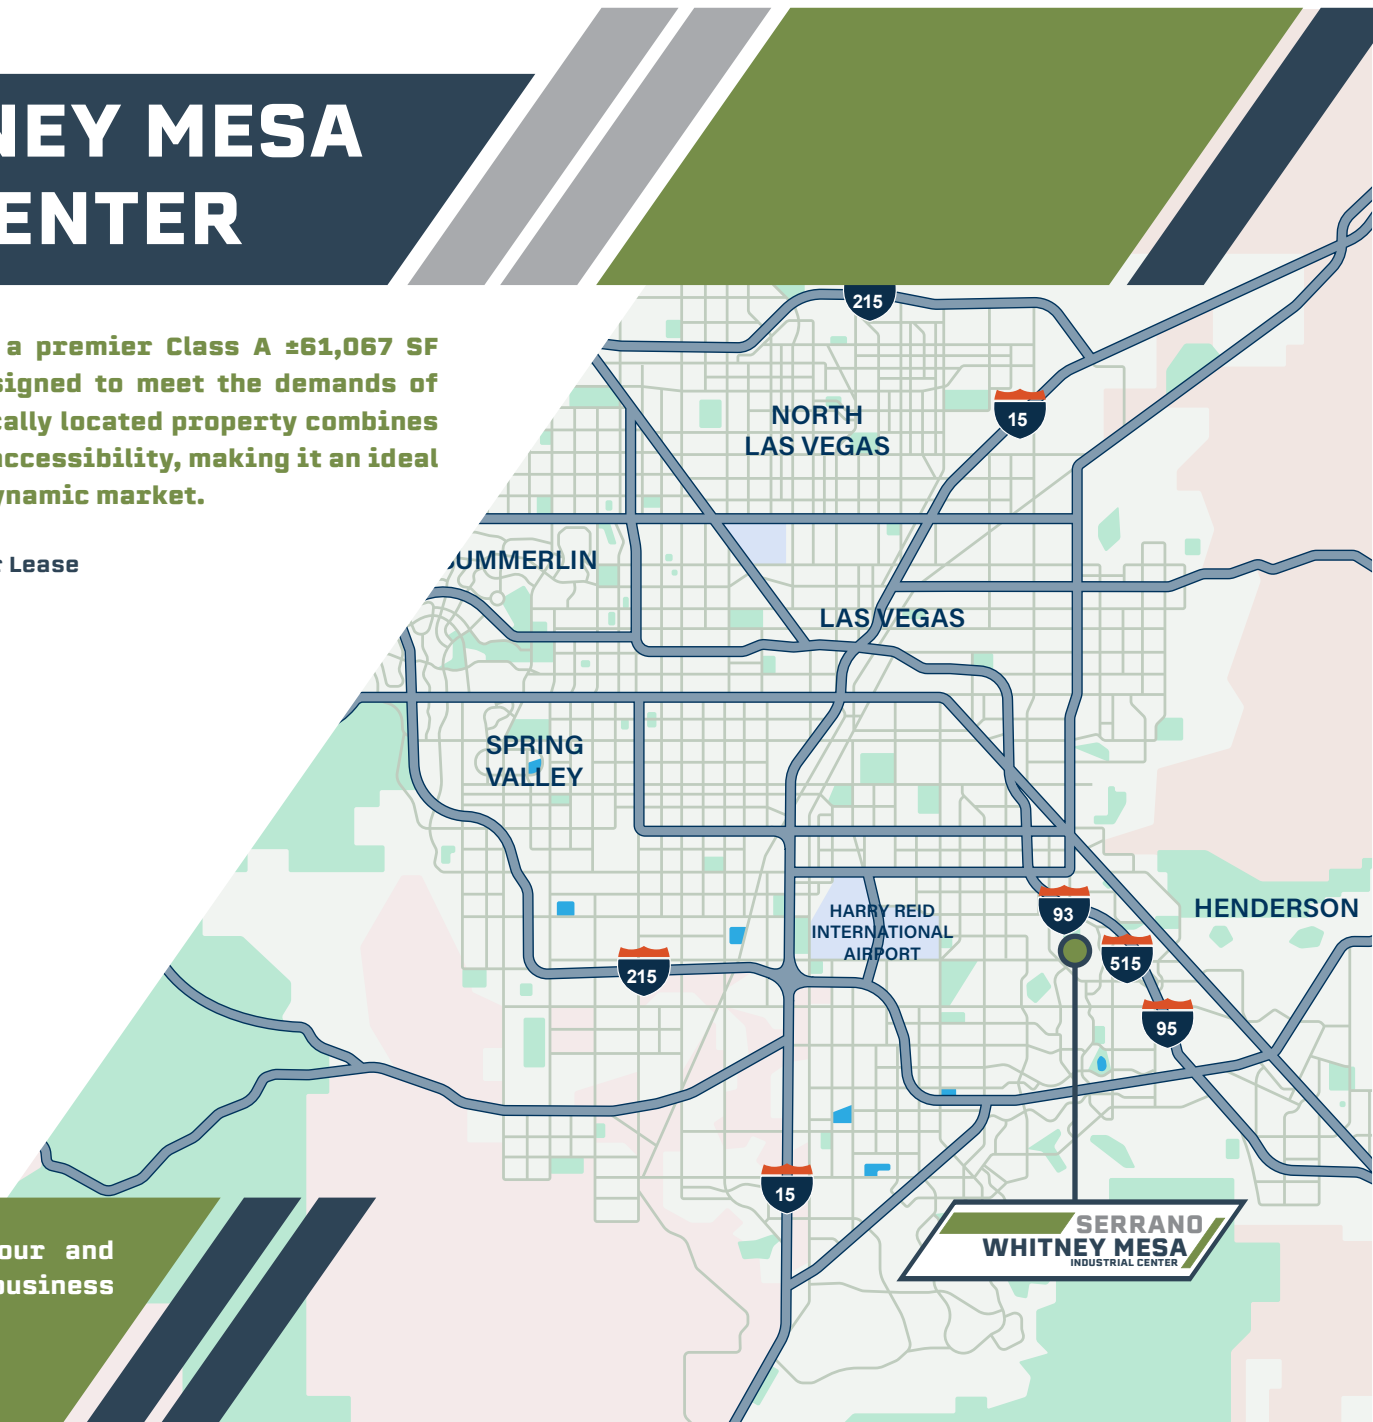 NEY MESA
ENTER
a premier Class A ±61,067 SF
signed to meet the demands of
cally located property combines
accessibility, making it an ideal
ynamic market.
r Lease
215
NORTH
LAS VEGAS
15
SUMMERLIN
LAS VEGAS
SPRING
VALLEY
HARRY REID
INTERNATIONAL
AIRPORT
93
HENDERSON
515
215
95
15
SERRANO
WHITNEY MESA
INDUSTRIAL CENTER
our and
business